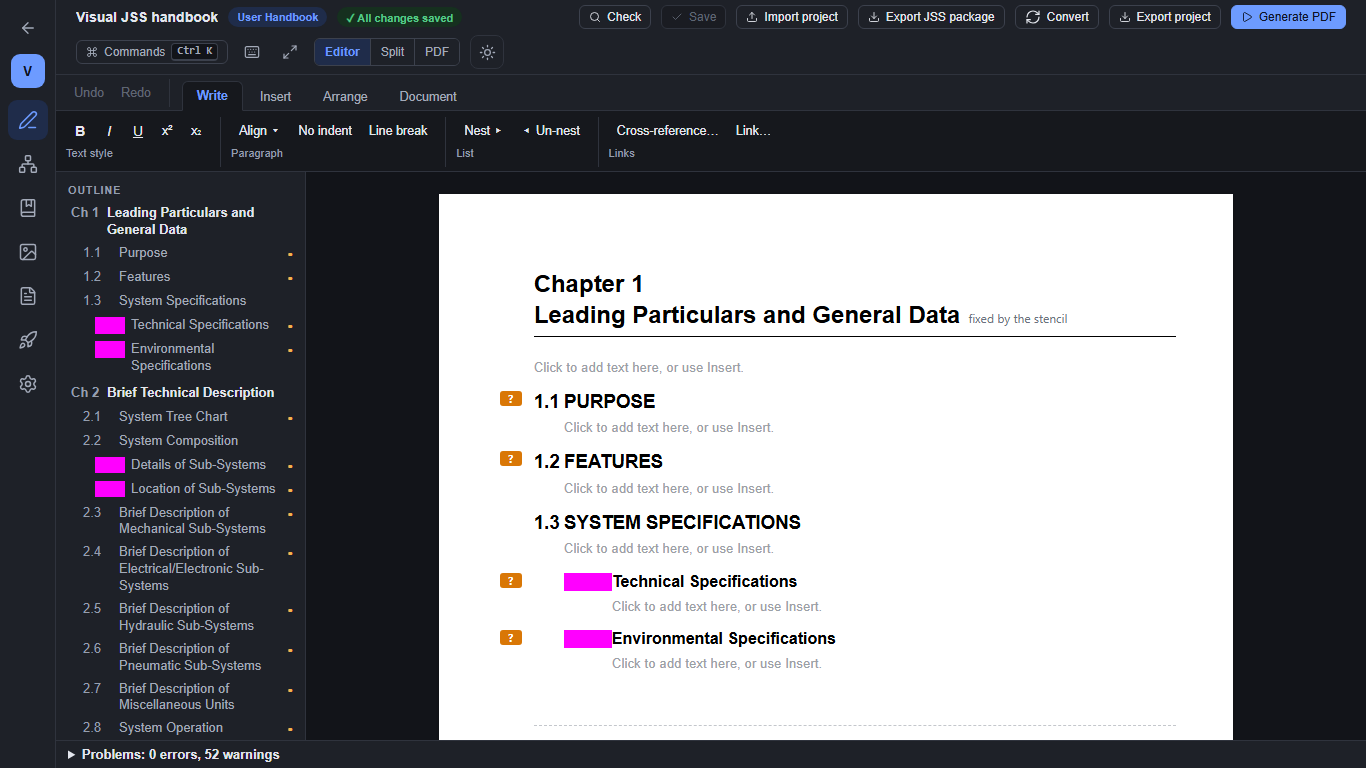 Visual JSS handbook User Handbook ✓ All changes saved Check Save Import project Export JSS package Convert Export project Generate PDF
Commands Ctrl K Editor Split PDF
V
Undo Redo Write Insert Arrange Document
B I U x² x₂ Align No indent Line break Nest Un-nest Cross-reference... Link...
Text style Paragraph List Links
OUTLINE
Ch 1 Leading Particulars and
General Data
1.1 Purpose
1.2 Features
1.3 System Specifications
Technical Specifications
Environmental
Specifications
Ch 2 Brief Technical Description
2.1 System Tree Chart
2.2 System Composition
Details of Sub-Systems
Location of Sub-Systems
2.3 Brief Description of
Mechanical Sub-Systems
2.4 Brief Description of
Electrical/Electronic Sub-
Systems
2.5 Brief Description of
Hydraulic Sub-Systems
2.6 Brief Description of
Pneumatic Sub-Systems
2.7 Brief Description of
Miscellaneous Units
2.8 System Operation
Chapter 1
Leading Particulars and General Data fixed by the stencil
Click to add text here, or use Insert.
? 1.1 PURPOSE
Click to add text here, or use Insert.
? 1.2 FEATURES
Click to add text here, or use Insert.
1.3 SYSTEM SPECIFICATIONS
Click to add text here, or use Insert.
? Technical Specifications
Click to add text here, or use Insert.
? Environmental Specifications
Click to add text here, or use Insert.
Problems: 0 errors, 52 warnings